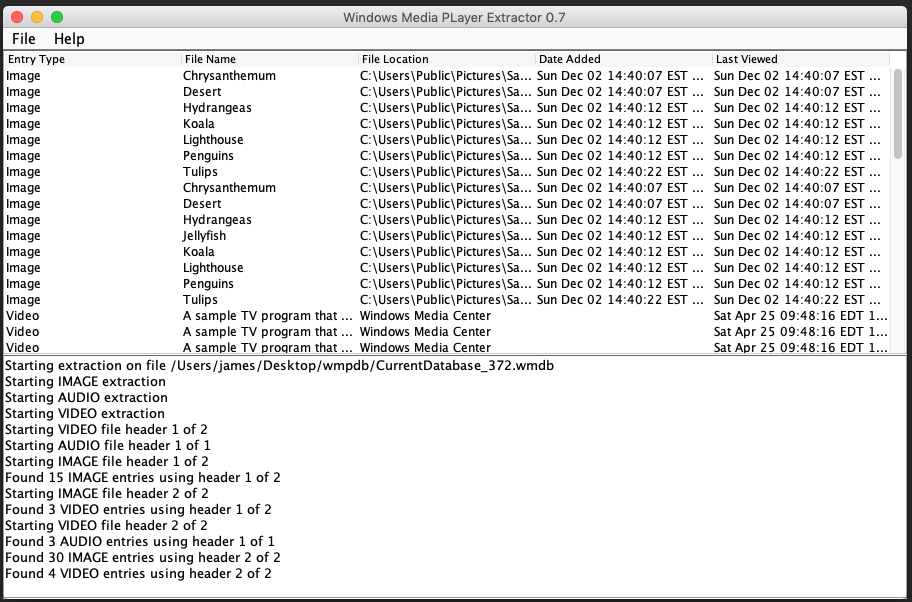 Windows Media PLayer Extractor 0.7
File Help
Entry Type File Name File Location Date Added Last Viewed
Image Chrysanthemum C:\Users\Public\Pictures\Sa... Sun Dec 02 14:40:07 EST ... Sun Dec 02 14:40:07 EST ...
Image Desert C:\Users\Public\Pictures\Sa... Sun Dec 02 14:40:07 EST ... Sun Dec 02 14:40:07 EST ...
Image Hydrangeas C:\Users\Public\Pictures\Sa... Sun Dec 02 14:40:12 EST ... Sun Dec 02 14:40:12 EST ...
Image Koala C:\Users\Public\Pictures\Sa... Sun Dec 02 14:40:12 EST ... Sun Dec 02 14:40:12 EST ...
Image Lighthouse C:\Users\Public\Pictures\Sa... Sun Dec 02 14:40:12 EST ... Sun Dec 02 14:40:12 EST ...
Image Penguins C:\Users\Public\Pictures\Sa... Sun Dec 02 14:40:12 EST ... Sun Dec 02 14:40:12 EST ...
Image Tulips C:\Users\Public\Pictures\Sa... Sun Dec 02 14:40:22 EST ... Sun Dec 02 14:40:22 EST ...
Image Chrysanthemum C:\Users\Public\Pictures\Sa... Sun Dec 02 14:40:07 EST ... Sun Dec 02 14:40:07 EST ...
Image Desert C:\Users\Public\Pictures\Sa... Sun Dec 02 14:40:07 EST ... Sun Dec 02 14:40:07 EST ...
Image Hydrangeas C:\Users\Public\Pictures\Sa... Sun Dec 02 14:40:12 EST ... Sun Dec 02 14:40:12 EST ...
Image Jellyfish C:\Users\Public\Pictures\Sa... Sun Dec 02 14:40:12 EST ... Sun Dec 02 14:40:12 EST ...
Image Koala C:\Users\Public\Pictures\Sa... Sun Dec 02 14:40:12 EST ... Sun Dec 02 14:40:12 EST ...
Image Lighthouse C:\Users\Public\Pictures\Sa... Sun Dec 02 14:40:12 EST ... Sun Dec 02 14:40:12 EST ...
Image Penguins C:\Users\Public\Pictures\Sa... Sun Dec 02 14:40:12 EST ... Sun Dec 02 14:40:12 EST ...
Image Tulips C:\Users\Public\Pictures\Sa... Sun Dec 02 14:40:22 EST ... Sun Dec 02 14:40:22 EST ...
Video A sample TV program that ... Windows Media Center Sat Apr 25 09:48:16 EDT 1...
Video A sample TV program that ... Windows Media Center Sat Apr 25 09:48:16 EDT 1...
Video A sample TV program that ... Windows Media Center Sat Apr 25 09:48:16 EDT 1...
Starting extraction on file /Users/james/Desktop/wmpdb/CurrentDatabase_372.wmdb
Starting IMAGE extraction
Starting AUDIO extraction
Starting VIDEO extraction
Starting VIDEO file header 1 of 2
Starting AUDIO file header 1 of 1
Starting IMAGE file header 1 of 2
Found 15 IMAGE entries using header 1 of 2
Starting IMAGE file header 2 of 2
Found 3 VIDEO entries using header 1 of 2
Starting VIDEO file header 2 of 2
Found 3 AUDIO entries using header 1 of 1
Found 30 IMAGE entries using header 2 of 2
Found 4 VIDEO entries using header 2 of 2